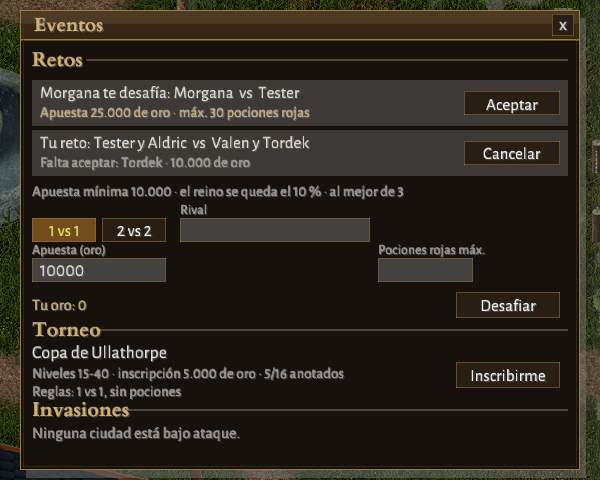 Eventos
x
Retos
Morgana te desafía: Morgana vs Tester
Apuesta 25.000 de oro · máx. 30 pociones rojas
Aceptar
Tu reto: Tester y Aldric vs Valen y Tordek
Falta aceptar: Tordek · 10.000 de oro
Cancelar
Apuesta mínima 10.000 · el reino se queda el 10 % · al mejor de 3
Rival
1 vs 1
2 vs 2
Apuesta (oro)
Pociones rojas máx.
10000
Tu oro: 0
Desafiar
Torneo
Copa de Ullathorpe
Niveles 15-40 · inscripción 5.000 de oro · 5/16 anotados
Inscribirme
Reglas: 1 vs 1, sin pociones
Invasiones
Ninguna ciudad está bajo ataque.